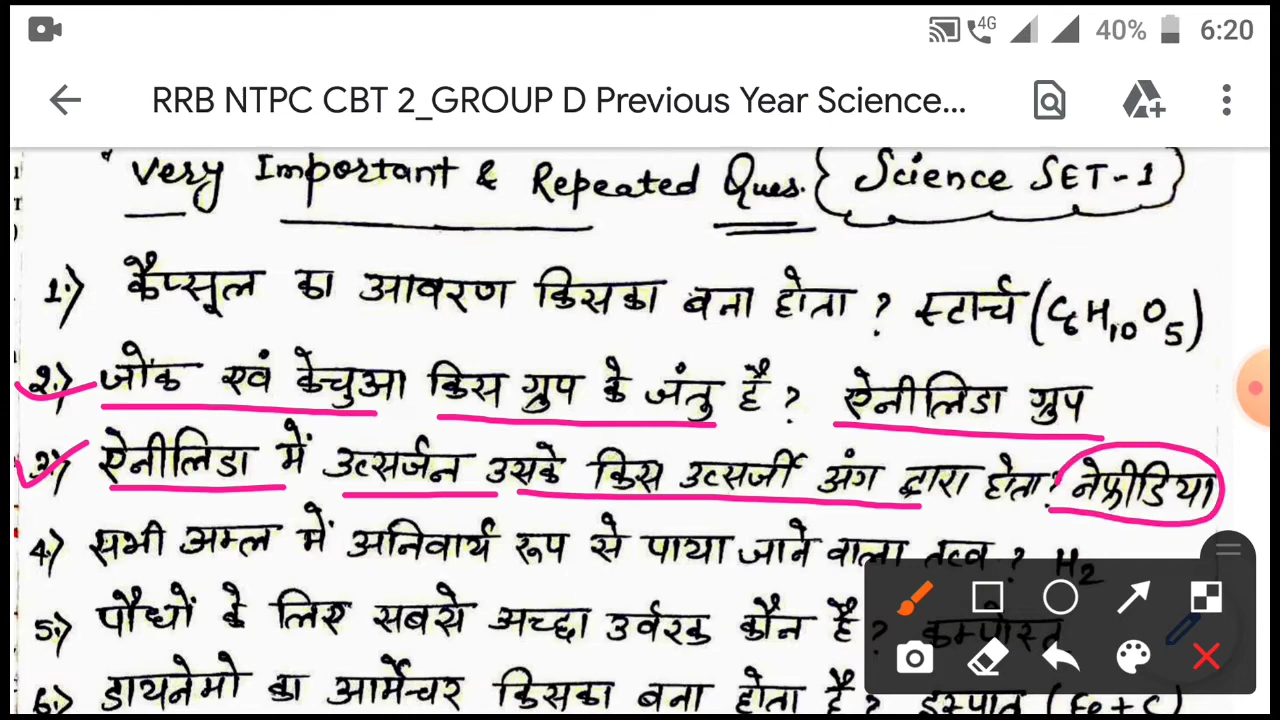 4G 40% 6:20
RRB NTPC CBT 2_GROUP D Previous Year Science...
Very Important & Repeated Ques. Science SET-1
1.) कैप्सूल का आवरण किसका बना होता ? स्टार्च (C6H10O5)
2.) जोंक एवं केंचुआ किस ग्रुप के जंतु है ? ऐनीलिडा ग्रुप
3.) ऐनीलिडा में उत्सर्जन उसके किस उत्सर्जी अंग द्वारा होता? नेफ्रीडिया
4.) सभी अम्ल में अनिवार्य रूप से पाया जाने वाला तत्व ? H2
5.) पौधों के लिए सबसे अच्छा उर्वरक कौन है ? कम्पोस्ट
6.) डायनेमो का आर्मेचर किसका बना होता है ? इस्पात (Fe+C)